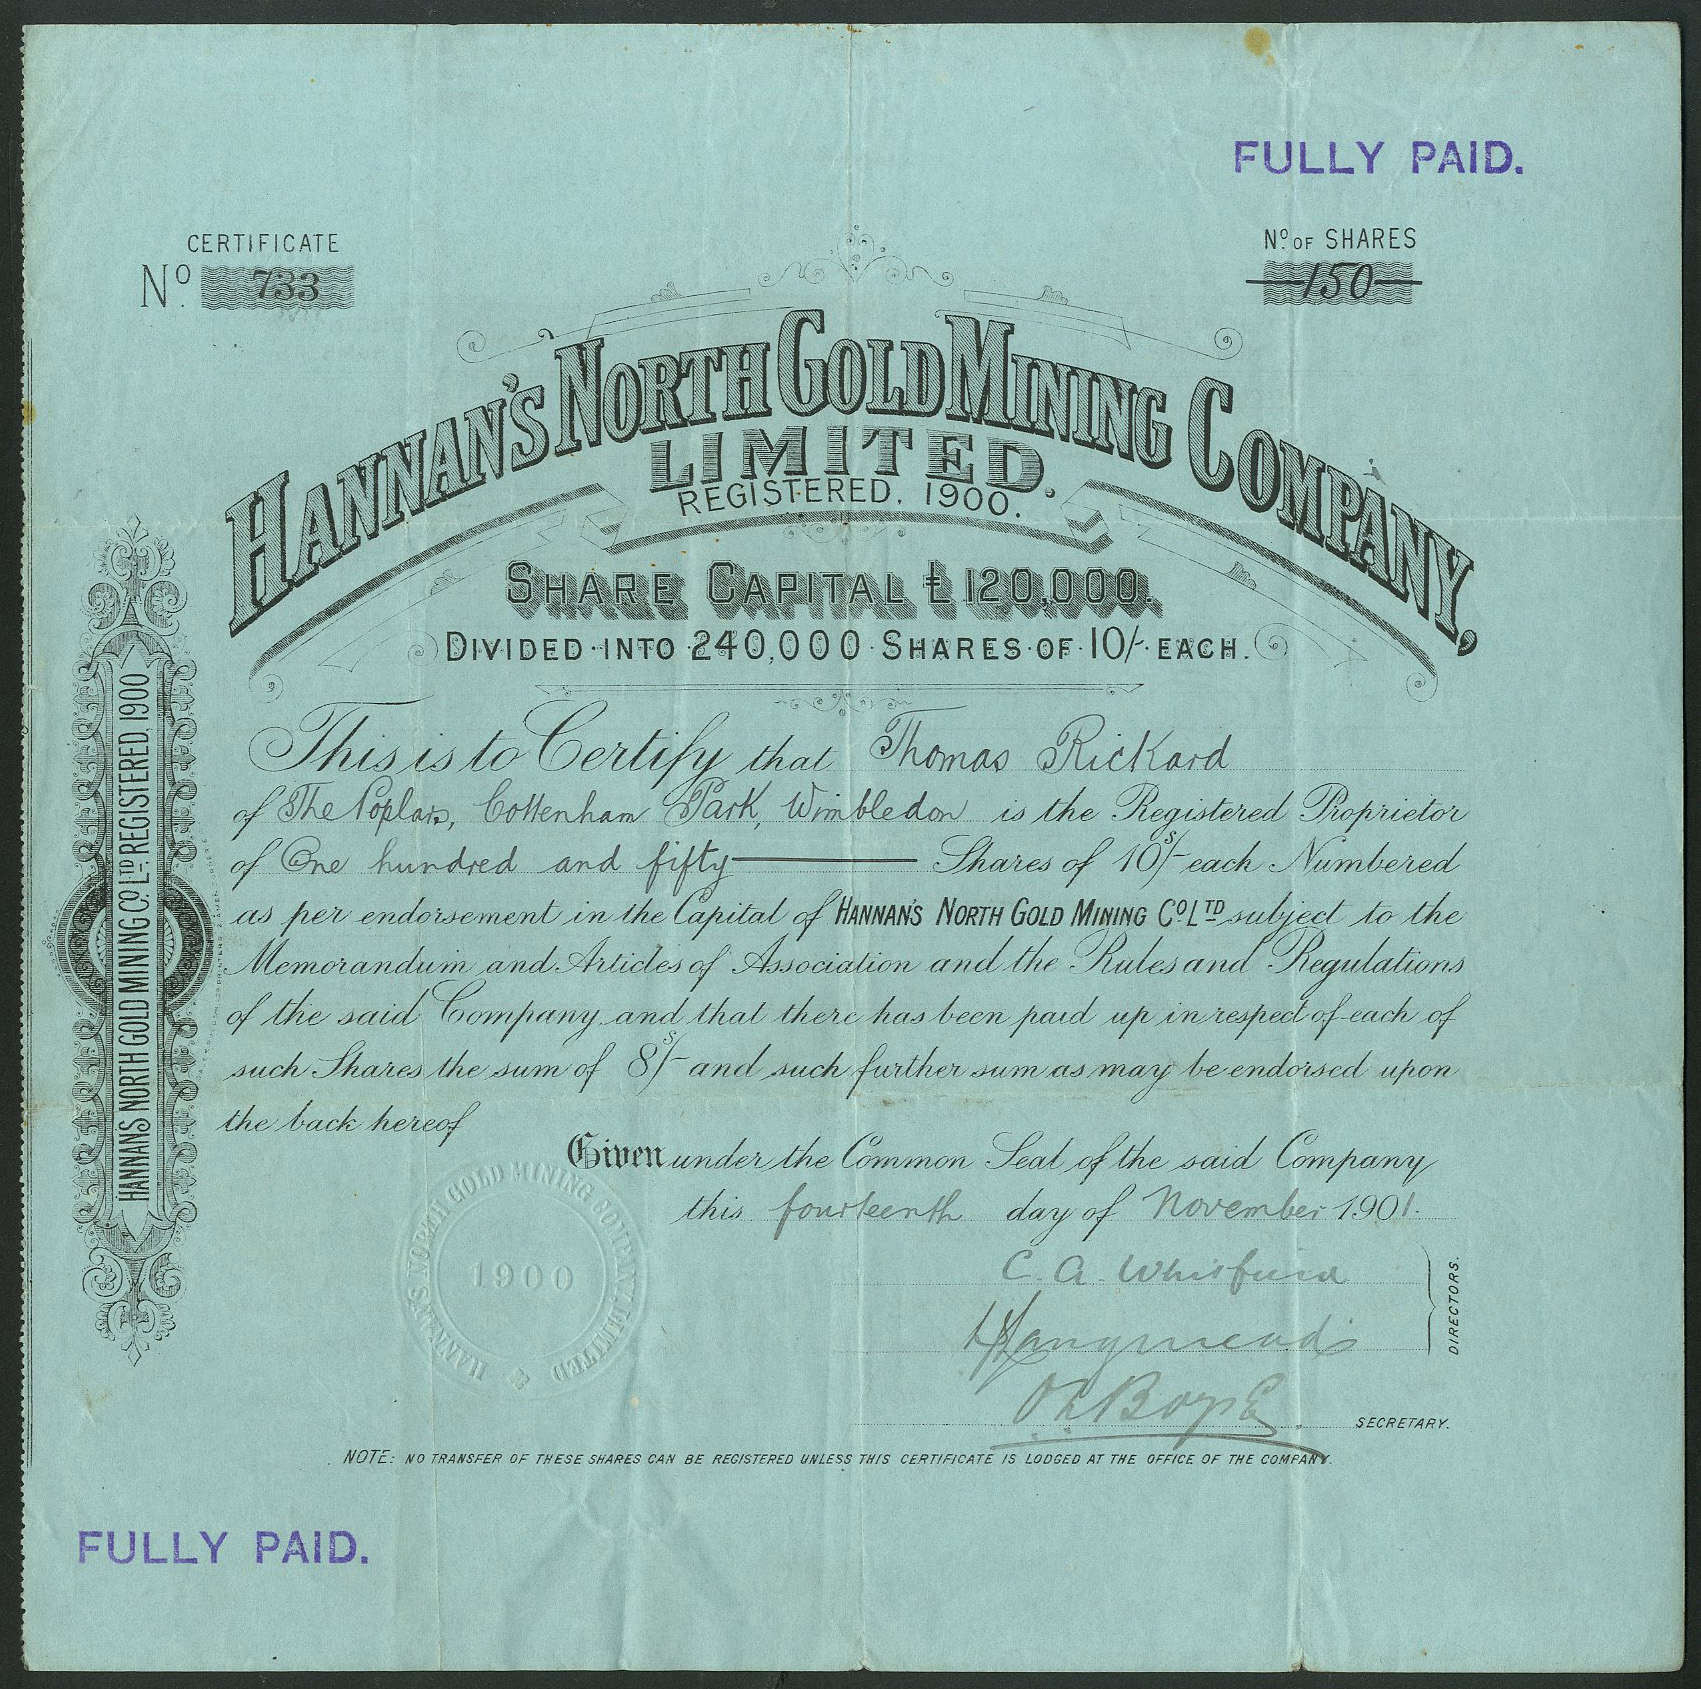 FULLY PAID.
CERTIFICATE
No. 733
No. OF SHARES
150
HANNAN'S NORTH GOLD MINING COMPANY,
LIMITED.
REGISTERED. 1900.
SHARE CAPITAL £120,000.
DIVIDED·INTO·240,000·SHARES·OF·10/-·EACH.
HANNANS NORTH GOLD MINING CO. LTD. REGISTERED. 1900
This is to Certify that Thomas Rickard
of The Poplars, Cottenham Park, Wimbledon is the Registered Proprietor
of One hundred and fifty Shares of 10s/- each Numbered
as per endorsement in the Capital of HANNAN'S NORTH GOLD MINING CO. LTD subject to the
Memorandum and Articles of Association and the Rules and Regulations
of the said Company and that there has been paid up in respect of each of
such Shares the sum of 8s/- and such further sum as may be endorsed upon
the back hereof
Given under the Common Seal of the said Company
this fourteenth day of November 1901.
HANNAN'S NORTH GOLD MINING COMPANY LIMITED
1900
C. A.
DIRECTORS.
SECRETARY.
NOTE: NO TRANSFER OF THESE SHARES CAN BE REGISTERED UNLESS THIS CERTIFICATE IS LODGED AT THE OFFICE OF THE COMPANY.
FULLY PAID.